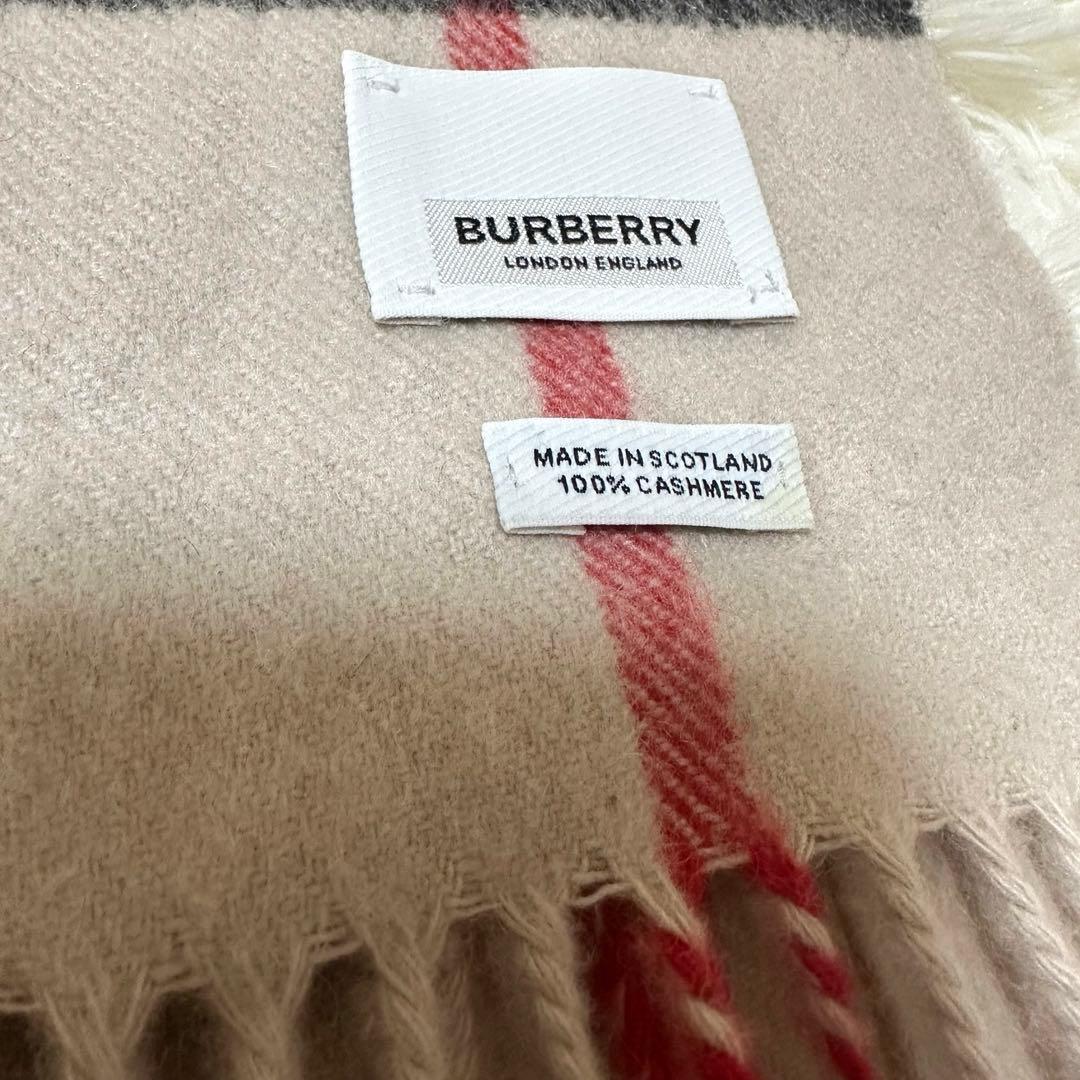 BURBERRY
LONDON ENGLAND
MADE IN SCOTLAND
100% CASHMERE